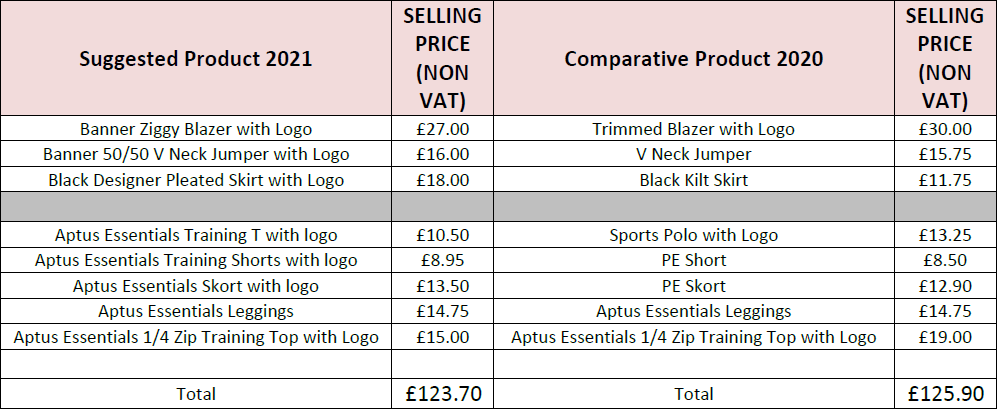 Suggested Product 2021 SELLING PRICE (NON VAT) Comparative Product 2020 SELLING PRICE (NON VAT)
Banner Ziggy Blazer with Logo £27.00 Trimmed Blazer with Logo £30.00
Banner 50/50 V Neck Jumper with Logo £16.00 V Neck Jumper £15.75
Black Designer Pleated Skirt with Logo £18.00 Black Kilt Skirt £11.75
Aptus Essentials Training T with logo £10.50 Sports Polo with Logo £13.25
Aptus Essentials Training Shorts with logo £8.95 PE Short £8.50
Aptus Essentials Skort with logo £13.50 PE Skort £12.90
Aptus Essentials Leggings £14.75 Aptus Essentials Leggings £14.75
Aptus Essentials 1/4 Zip Training Top with Logo £15.00 Aptus Essentials 1/4 Zip Training Top with Logo £19.00
Total £123.70 Total £125.90